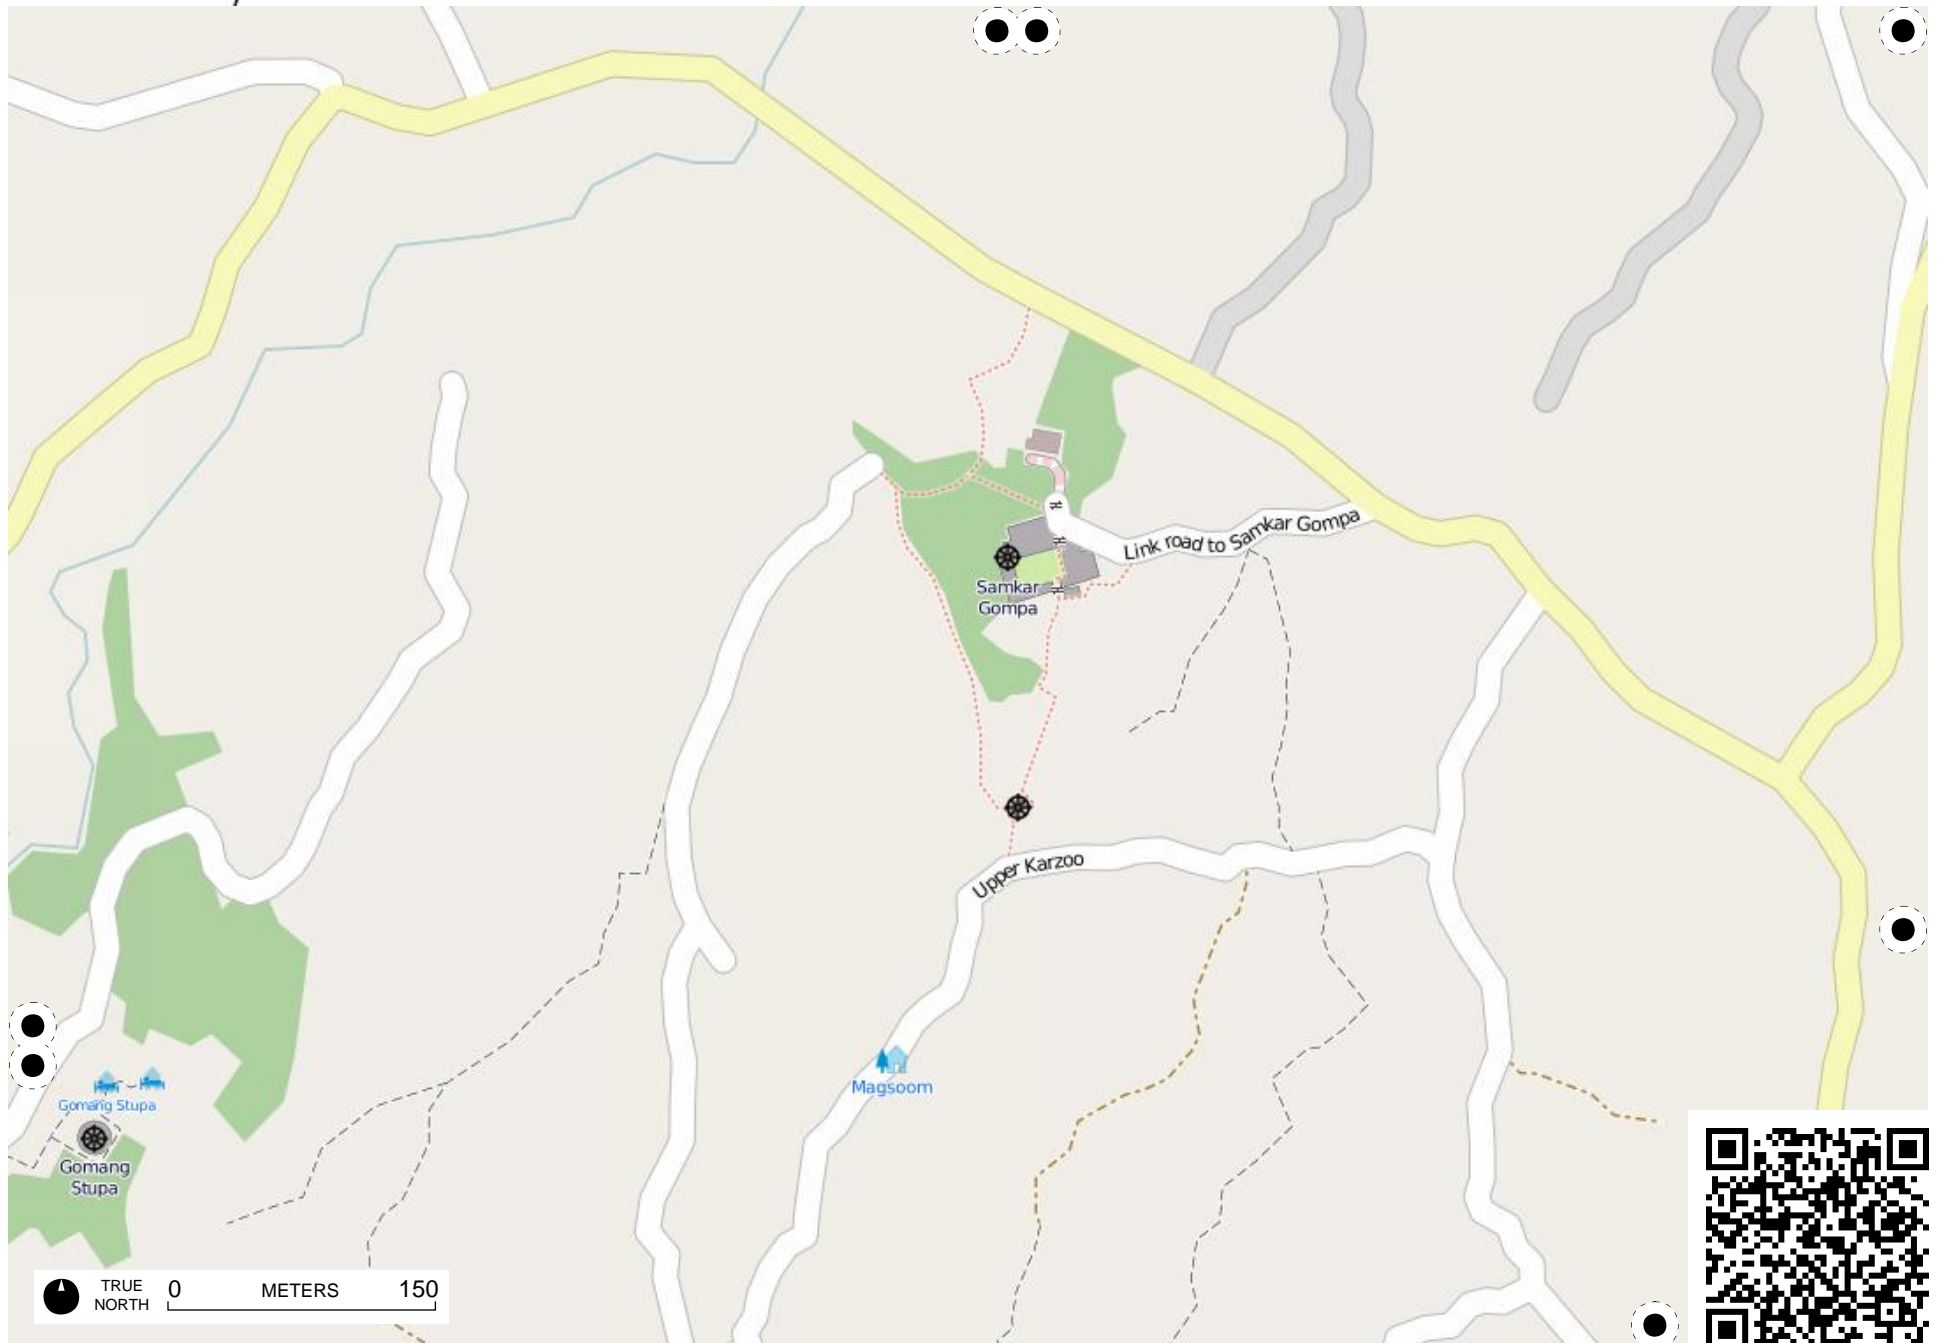 Link road to Samkar Gompa
Samkar
Gompa
Upper Karzoo
Magsoom
Gomang Stupa
Gomang
Stupa
TRUE
NORTH
0 METERS 150